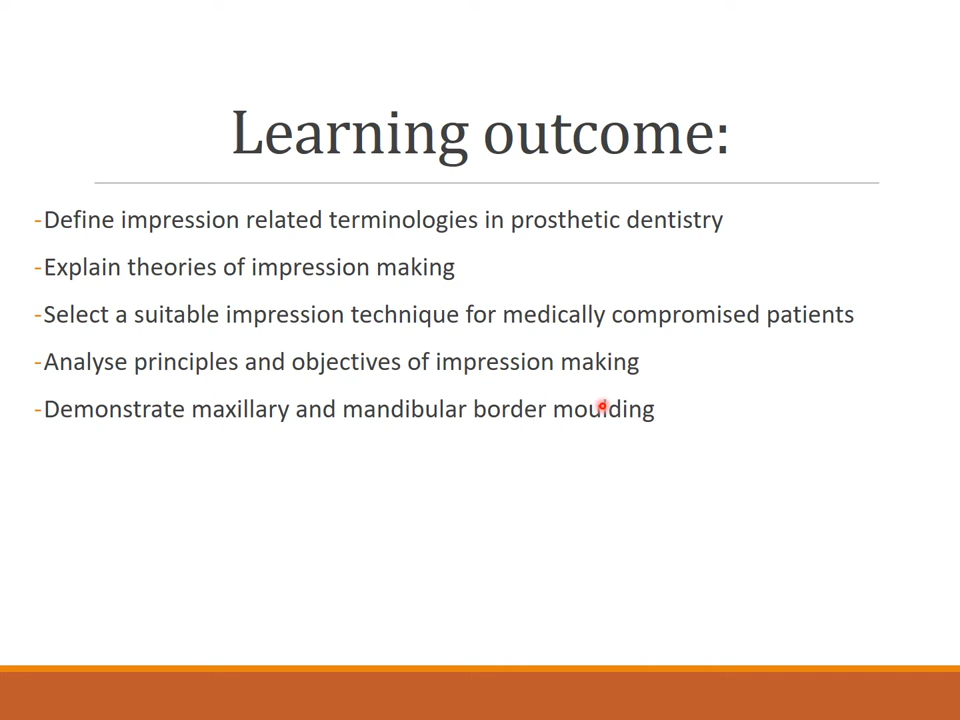 Learning outcome:
-Define impression related terminologies in prosthetic dentistry
-Explain theories of impression making
-Select a suitable impression technique for medically compromised patients
-Analyse principles and objectives of impression making
-Demonstrate maxillary and mandibular border moulding